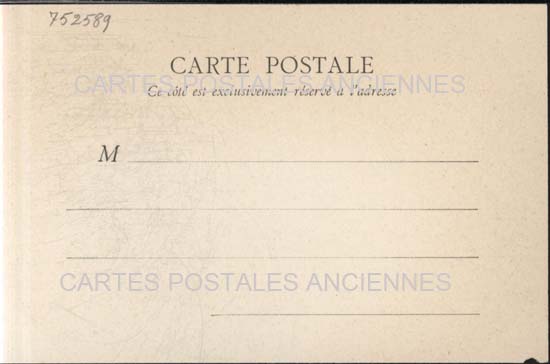 752589
CARTE POSTALE
CARTES POSTALES ANCIENNES
Ce côté est exclusivement réservé à l'adresse
M
CARTES POSTALES ANCIENNES